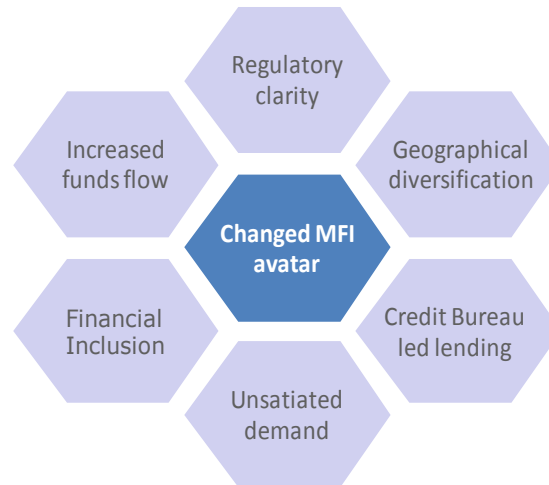 Regulatory
clarity
Increased
funds flow
Geographical
diversification
Changed MFI
avatar
Financial
Inclusion
Credit Bureau
led lending
Unsatiated
demand